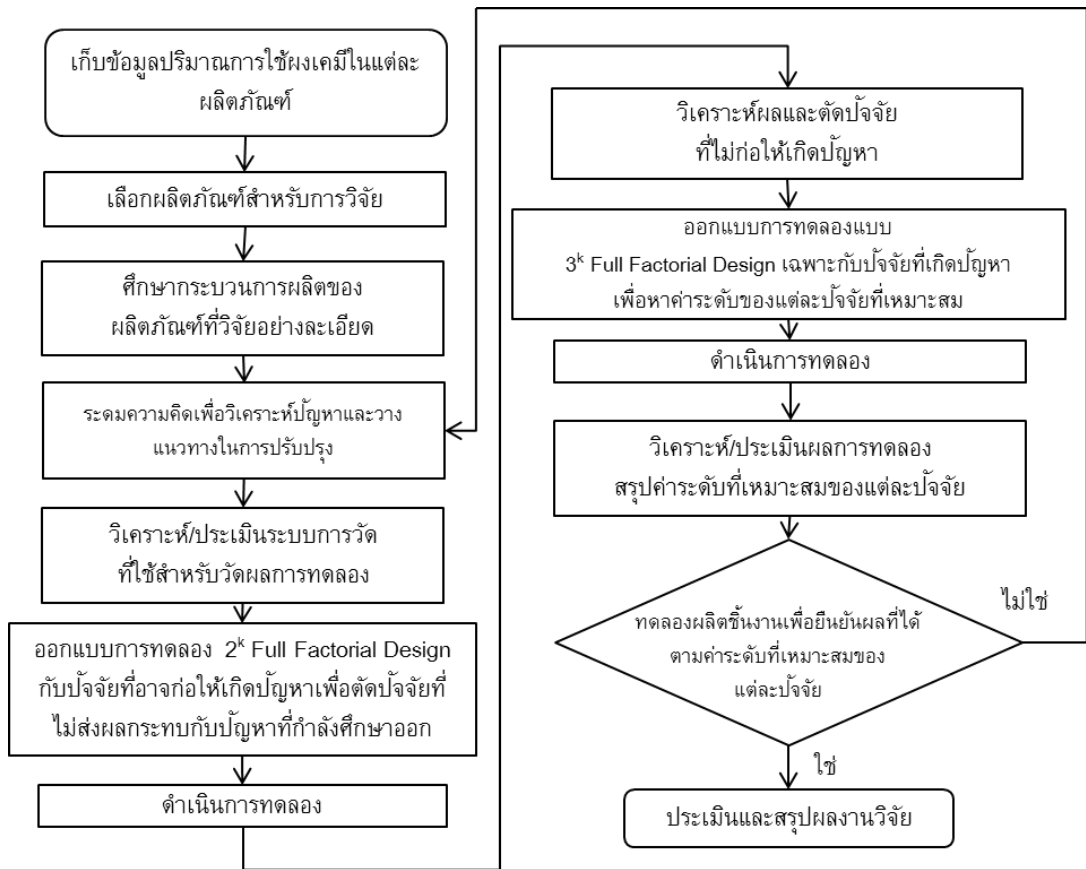 เก็บข้อมูลปริมาณการใช้ผงเคมีในแต่ละ
ผลิตภัณฑ์
เลือกผลิตภัณฑ์สำหรับการวิจัย
ศึกษากระบวนการผลิตของ
ผลิตภัณฑ์ที่วิจัยอย่างละเอียด
ระดมความคิดเพื่อวิเคราะห์ปัญหาและวาง
แนวทางในการปรับปรุง
วิเคราะห์/ประเมินระบบการวัด
ที่ใช้สำหรับวัดผลการทดลอง
ออกแบบการทดลอง 2ᵏ Full Factorial Design
กับปัจจัยที่อาจก่อให้เกิดปัญหาเพื่อตัดปัจจัยที่
ไม่ส่งผลกระทบกับปัญหาที่กำลังศึกษาออก
ดำเนินการทดลอง
วิเคราะห์ผลและตัดปัจจัย
ที่ไม่ก่อให้เกิดปัญหา
ออกแบบการทดลองแบบ
3ᵏ Full Factorial Design เฉพาะกับปัจจัยที่เกิดปัญหา
เพื่อหาค่าระดับของแต่ละปัจจัยที่เหมาะสม
ดำเนินการทดลอง
วิเคราะห์/ประเมินผลการทดลอง
สรุปค่าระดับที่เหมาะสมของแต่ละปัจจัย
ทดลองผลิตชิ้นงานเพื่อยืนยันผลที่ได้
ตามค่าระดับที่เหมาะสมของ
แต่ละปัจจัย
ไม่ใช่
ใช่
ประเมินและสรุปผลงานวิจัย